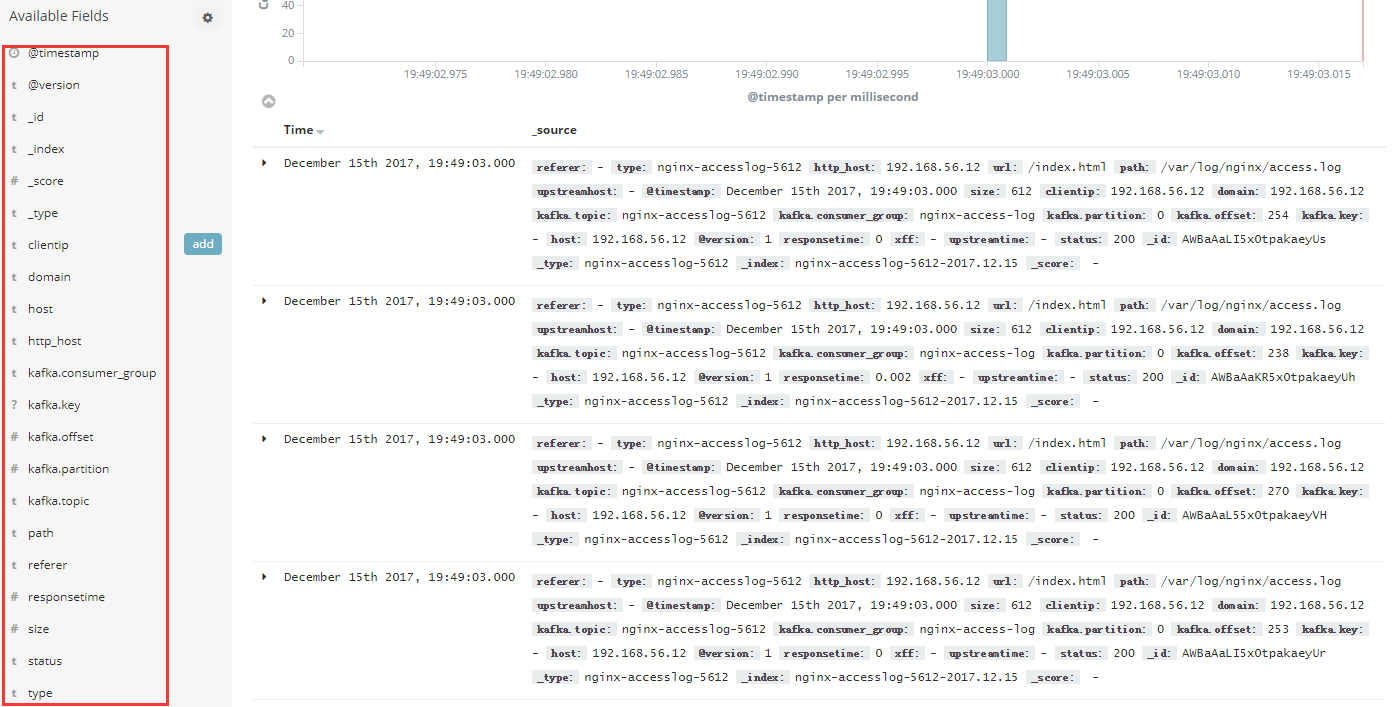 Available Fields
@timestamp
t @version
t _id
t _index
# _score
t _type
t clientip
add
t domain
t host
t http_host
t kafka.consumer_group
? kafka.key
# kafka.offset
# kafka.partition
t kafka.topic
t path
t referer
# responsetime
# size
t status
t type
40
20
0
19:49:02.975 19:49:02.980 19:49:02.985 19:49:02.990 19:49:02.995 19:49:03.000 19:49:03.005 19:49:03.010 19:49:03.015
@timestamp per millisecond
Time _source
December 15th 2017, 19:49:03.000
referer: - type: nginx-accesslog-5612 http_host: 192.168.56.12 url: /index.html path: /var/log/nginx/access.log
upstreamhost: - @timestamp: December 15th 2017, 19:49:03.000 size: 612 clientip: 192.168.56.12 domain: 192.168.56.12
kafka.topic: nginx-accesslog-5612 kafka.consumer_group: nginx-access-log kafka.partition: 0 kafka.offset: 254 kafka.key:
- host: 192.168.56.12 @version: 1 responsetime: 0 xff: - upstreamtime: - status: 200 _id: AWBaAaLI5xOtpakaeyUs
_type: nginx-accesslog-5612 _index: nginx-accesslog-5612-2017.12.15 _score: -
December 15th 2017, 19:49:03.000
referer: - type: nginx-accesslog-5612 http_host: 192.168.56.12 url: /index.html path: /var/log/nginx/access.log
upstreamhost: - @timestamp: December 15th 2017, 19:49:03.000 size: 612 clientip: 192.168.56.12 domain: 192.168.56.12
kafka.topic: nginx-accesslog-5612 kafka.consumer_group: nginx-access-log kafka.partition: 0 kafka.offset: 238 kafka.key:
- host: 192.168.56.12 @version: 1 responsetime: 0.002 xff: - upstreamtime: - status: 200 _id: AWBaAaKR5xOtpakaeyUh
_type: nginx-accesslog-5612 _index: nginx-accesslog-5612-2017.12.15 _score: -
December 15th 2017, 19:49:03.000
referer: - type: nginx-accesslog-5612 http_host: 192.168.56.12 url: /index.html path: /var/log/nginx/access.log
upstreamhost: - @timestamp: December 15th 2017, 19:49:03.000 size: 612 clientip: 192.168.56.12 domain: 192.168.56.12
kafka.topic: nginx-accesslog-5612 kafka.consumer_group: nginx-access-log kafka.partition: 0 kafka.offset: 270 kafka.key:
- host: 192.168.56.12 @version: 1 responsetime: 0 xff: - upstreamtime: - status: 200 _id: AWBaAaL55xOtpakaeyVH
_type: nginx-accesslog-5612 _index: nginx-accesslog-5612-2017.12.15 _score: -
December 15th 2017, 19:49:03.000
referer: - type: nginx-accesslog-5612 http_host: 192.168.56.12 url: /index.html path: /var/log/nginx/access.log
upstreamhost: - @timestamp: December 15th 2017, 19:49:03.000 size: 612 clientip: 192.168.56.12 domain: 192.168.56.12
kafka.topic: nginx-accesslog-5612 kafka.consumer_group: nginx-access-log kafka.partition: 0 kafka.offset: 253 kafka.key:
- host: 192.168.56.12 @version: 1 responsetime: 0 xff: - upstreamtime: - status: 200 _id: AWBaAaLI5xOtpakaeyUr
_type: nginx-accesslog-5612 _index: nginx-accesslog-5612-2017.12.15 _score: -